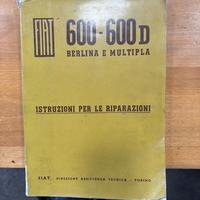 FIAT 600-600D
BERLINA E MULTIPLA
ISTRUZIONI PER LE RIPARAZIONI
FIAT - DIREZIONE ASSISTENZA TECNICA - TORINO